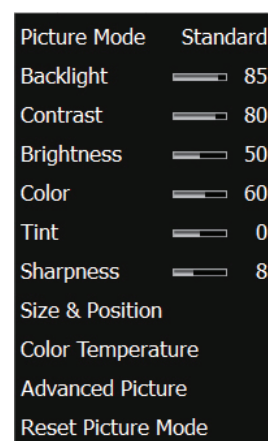 Picture Mode Standard
Backlight 85
Contrast 80
Brightness 50
Color 60
Tint 0
Sharpness 8
Size & Position
Color Temperature
Advanced Picture
Reset Picture Mode